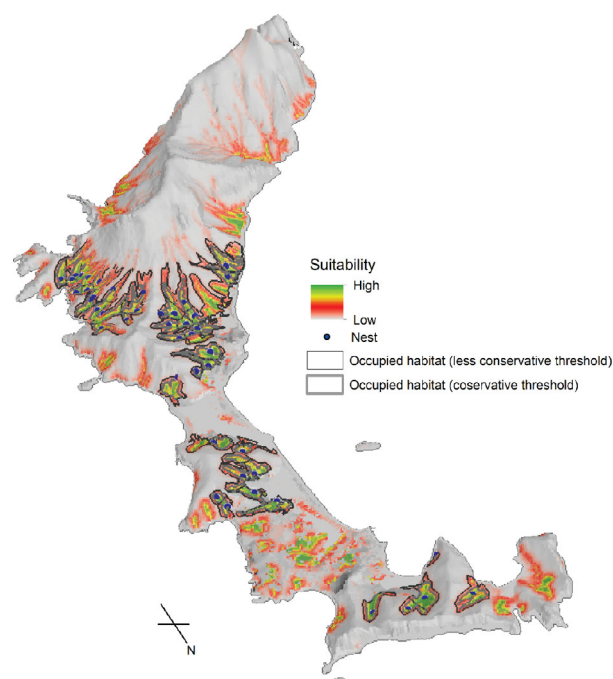 Suitability
High
Low
Nest
Occupied habitat (less conservative threshold)
Occupied habitat (coservative threshold)
N